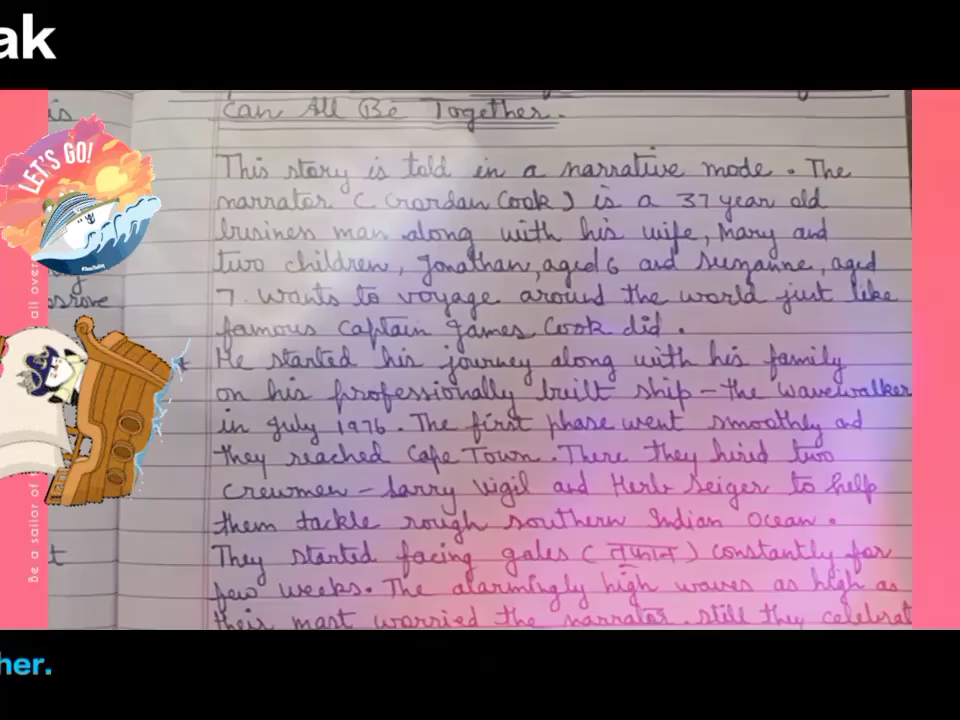 ak
is
can All Be Together.
LET'S GO!
This story is told in a narrative mode. The
narrator (Gordan Cook) is a 37 year old
business man along with his wife, Mary and
two children, Jonathan, aged 6 and Suzanne, aged
7. wants to voyage around the world just like
famous captain James Cook did.
* He started his journey along with his family
on his professionally built ship – the wavewalker
in July 1976. The first phase went smoothly and
they reached Cape Town. There they hired two
crewmen – Larry Vigil and Herb Seiger to help
them tackle rough southern Indian Ocean.
They started facing gales (तूफान) constantly for
few weeks. The alarmingly high waves as high as
their mast worried the narrator. still they celebrat
Be a sailor of
all over
t
her.